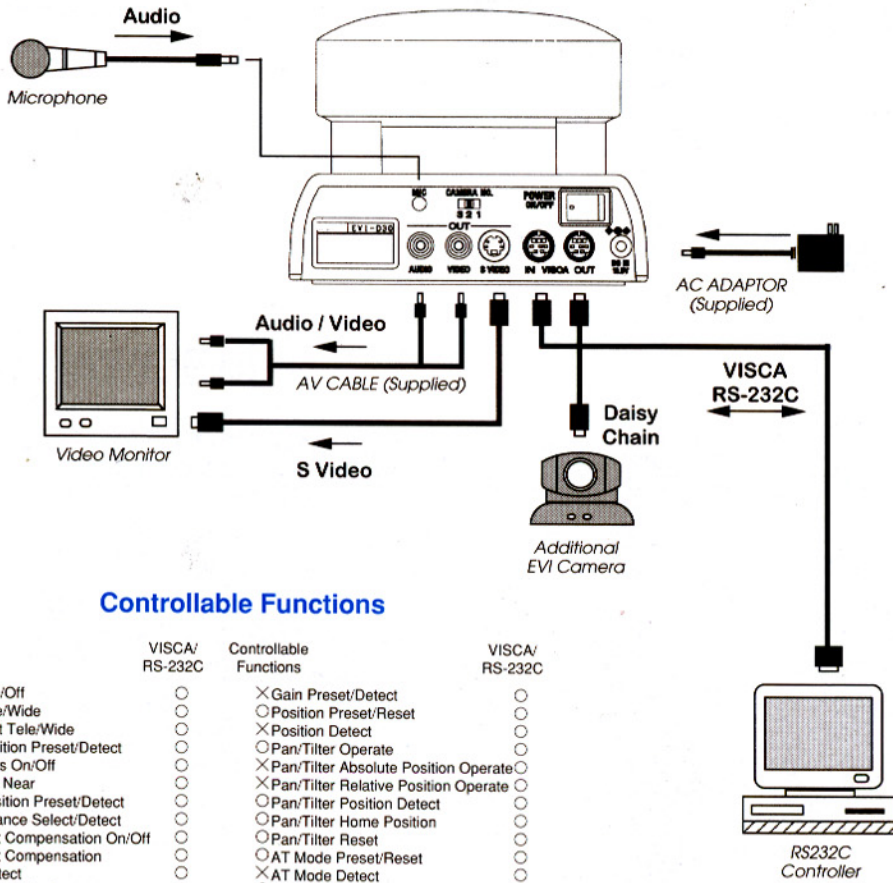 Audio
Microphone
MIC
CAMERA NO.
3 2 1
POWER
ON/OFF
EVI-D30
OUT
AUDIO
VIDEO
S VIDEO
IN VISCA OUT
DC IN
AC ADAPTOR
(Supplied)
Audio / Video
AV CABLE (Supplied)
VISCA
RS-232C
Daisy
Chain
Video Monitor
S Video
Additional
EVI Camera
Controllable Functions
VISCA/
RS-232C
Controllable
Functions
VISCA/
RS-232C
/Off ○
e/Wide ○
t Tele/Wide ○
ition Preset/Detect ○
s On/Off ○
Near ○
sition Preset/Detect ○
ance Select/Detect ○
t Compensation On/Off ○
t Compensation ○
tect ○
×Gain Preset/Detect ○
○Position Preset/Reset ○
×Position Detect ○
○Pan/Tilter Operate ○
×Pan/Tilter Absolute Position Operate ○
×Pan/Tilter Relative Position Operate ○
○Pan/Tilter Position Detect ○
○Pan/Tilter Home Position ○
○Pan/Tilter Reset ○
○AT Mode Preset/Reset ○
×AT Mode Detect ○
RS232C
Controller